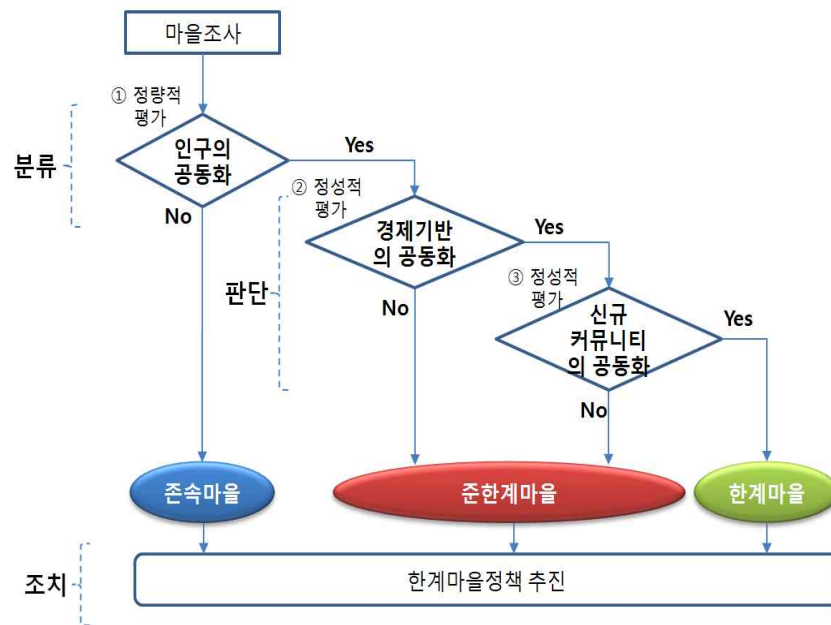 마을조사
① 정량적
평가
분류
인구의
공동화
Yes
No
② 정성적
평가
판단
경제기반
의 공동화
Yes
No
③ 정성적
평가
신규
커뮤니티
의 공동화
Yes
No
존속마을
준한계마을
한계마을
조치
한계마을정책 추진